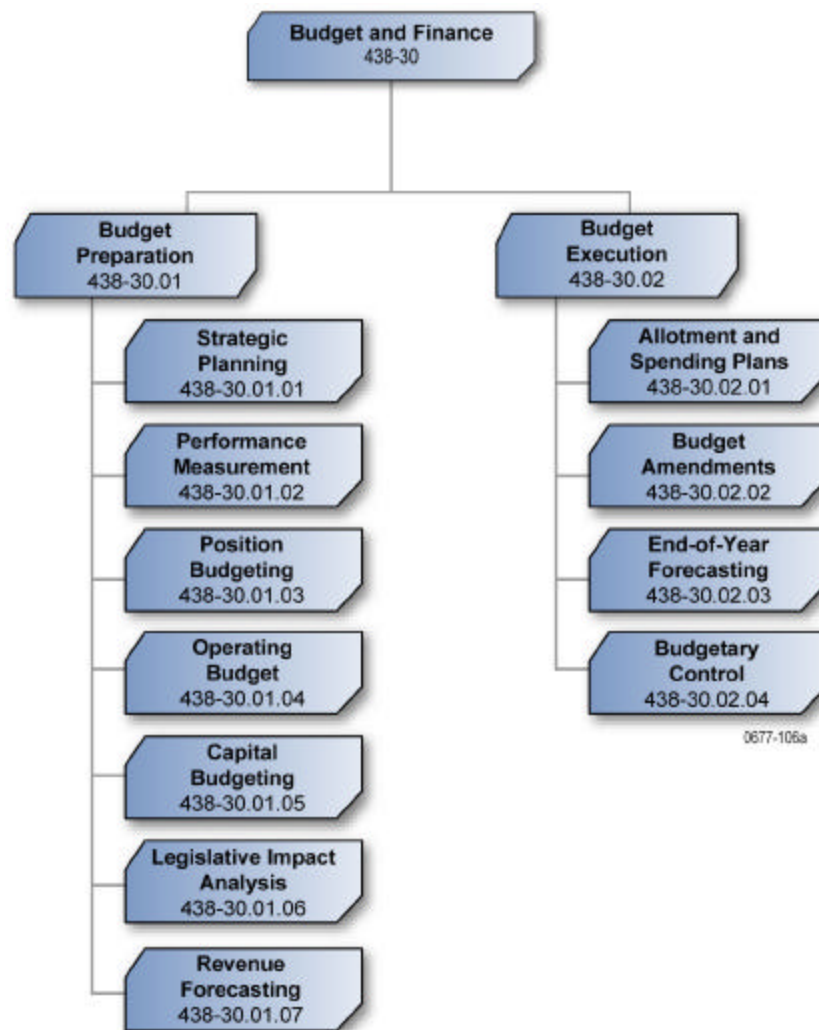 Budget and Finance
438-30
Budget
Preparation
438-30.01
Strategic
Planning
438-30.01.01
Performance
Measurement
438-30.01.02
Position
Budgeting
438-30.01.03
Operating
Budget
438-30.01.04
Capital
Budgeting
438-30.01.05
Legislative Impact
Analysis
438-30.01.06
Revenue
Forecasting
438-30.01.07
Budget
Execution
438-30.02
Allotment and
Spending Plans
438-30.02.01
Budget
Amendments
438-30.02.02
End-of-Year
Forecasting
438-30.02.03
Budgetary
Control
438-30.02.04
0677-106a